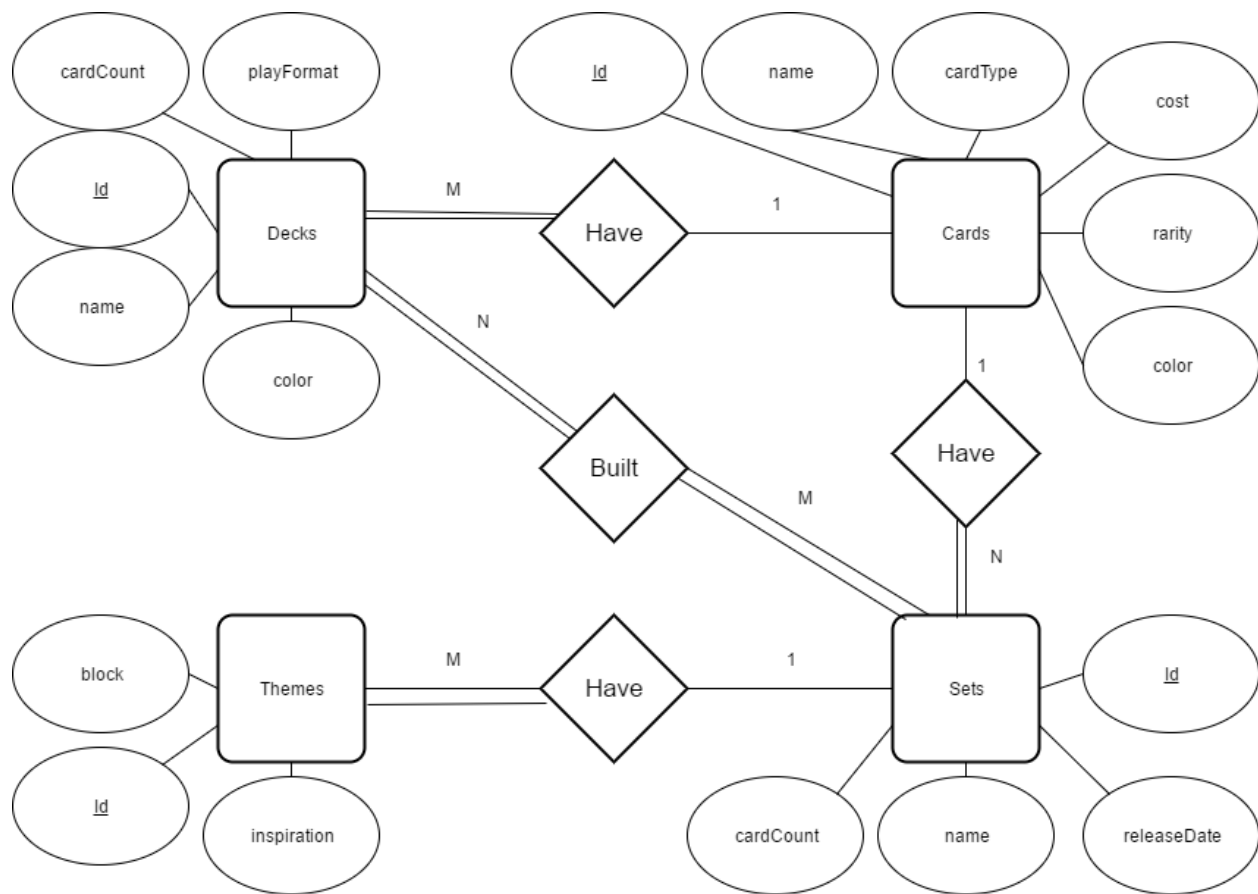 cardCount
playFormat
Id
name
cardType
cost
Id
M
Have
1
Decks
Cards
rarity
name
N
color
1
color
Have
Built
M
N
block
M
1
Themes
Have
Sets
Id
Id
inspiration
cardCount
name
releaseDate